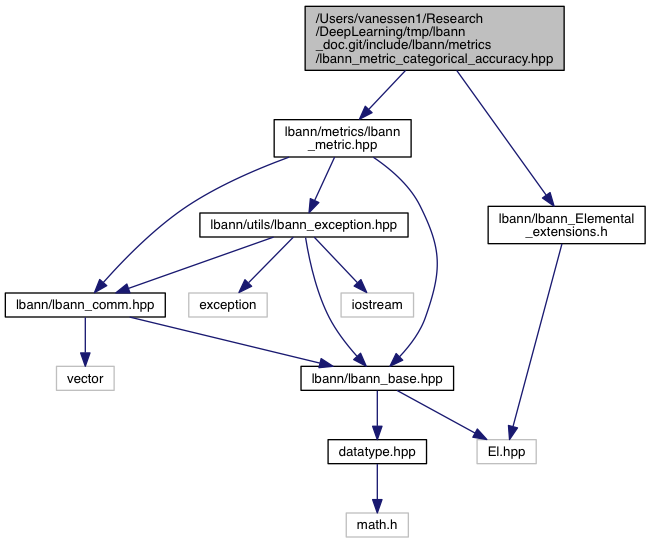 /Users/vanessen1/Research
/DeepLearning/tmp/lbann
_doc.git/include/lbann/metrics
/lbann_metric_categorical_accuracy.hpp
lbann/metrics/lbann
_metric.hpp
lbann/utils/lbann_exception.hpp
lbann/lbann_Elemental
_extensions.h
lbann/lbann_comm.hpp
exception
iostream
vector
lbann/lbann_base.hpp
datatype.hpp
El.hpp
math.h